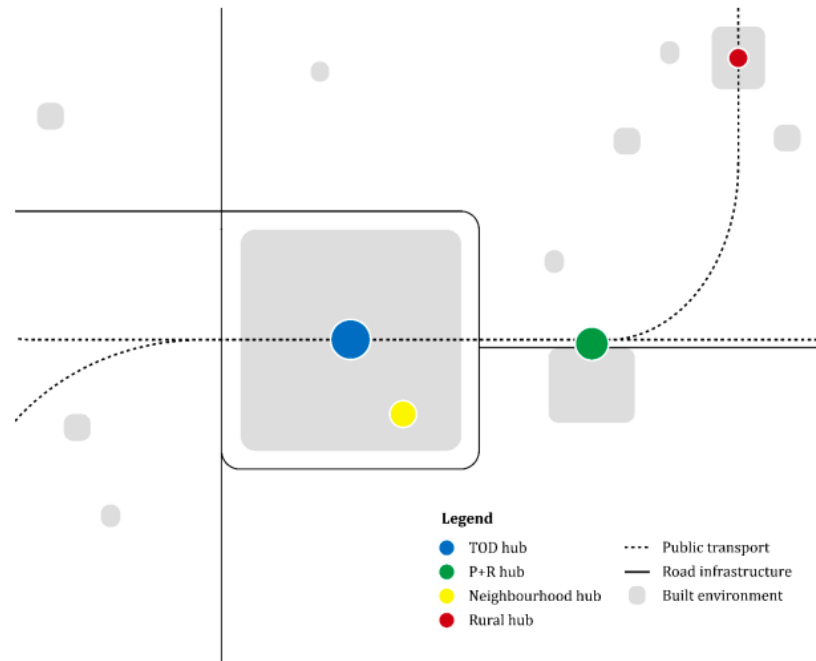 Legend
TOD hub
P+R hub
Neighbourhood hub
Rural hub
Public transport
Road infrastructure
Built environment